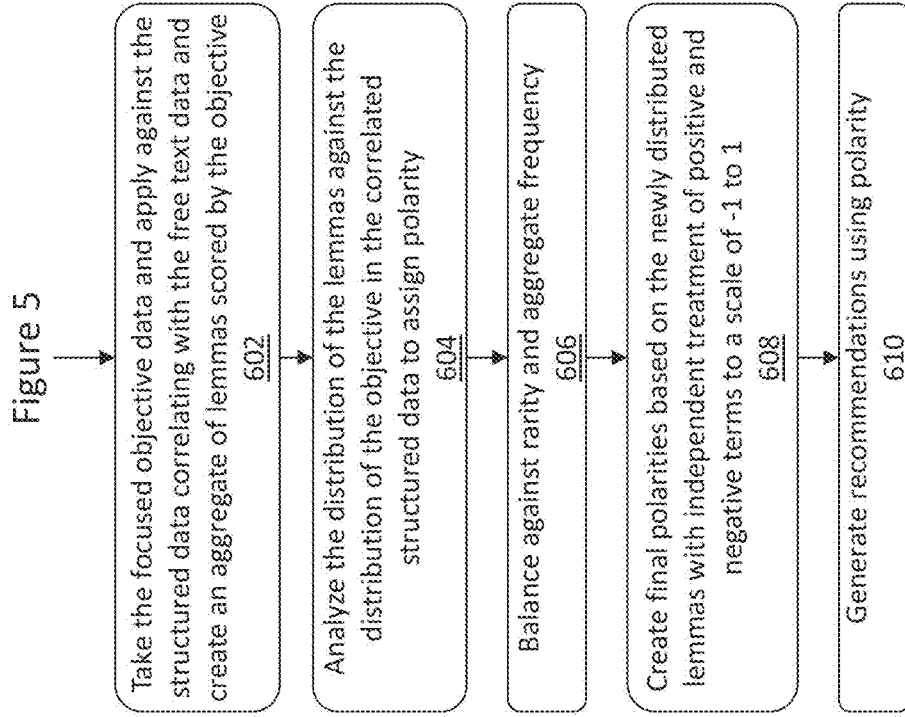 Figure 5
Take the focused objective data and apply against the
structured data correlating with the free text data and
create an aggregate of lemmas scored by the objective
602
Analyze the distribution of the lemmas against the
distribution of the objective in the correlated
structured data to assign polarity
604
Balance against rarity and aggregate frequency
606
Create final polarities based on the newly distributed
lemmas with independent treatment of positive and
negative terms to a scale of -1 to 1
608
Generate recommendations using polarity
610